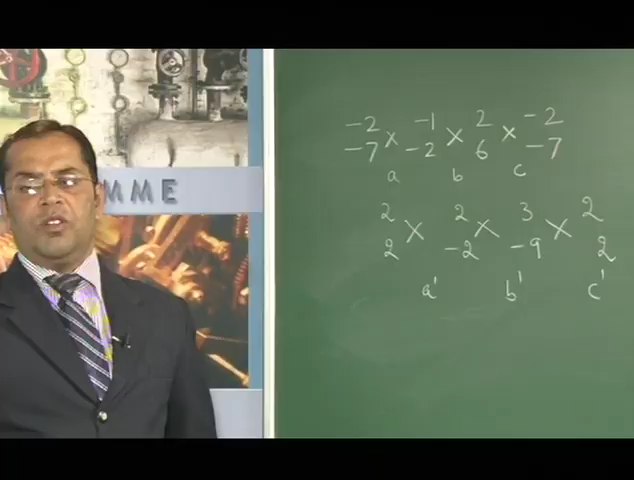 MME
-2 -1 2 -2
× × ×
-7 -2 6 -7
a b c
2 2 3 2
× × ×
2 -2 -9 2
a' b' c'